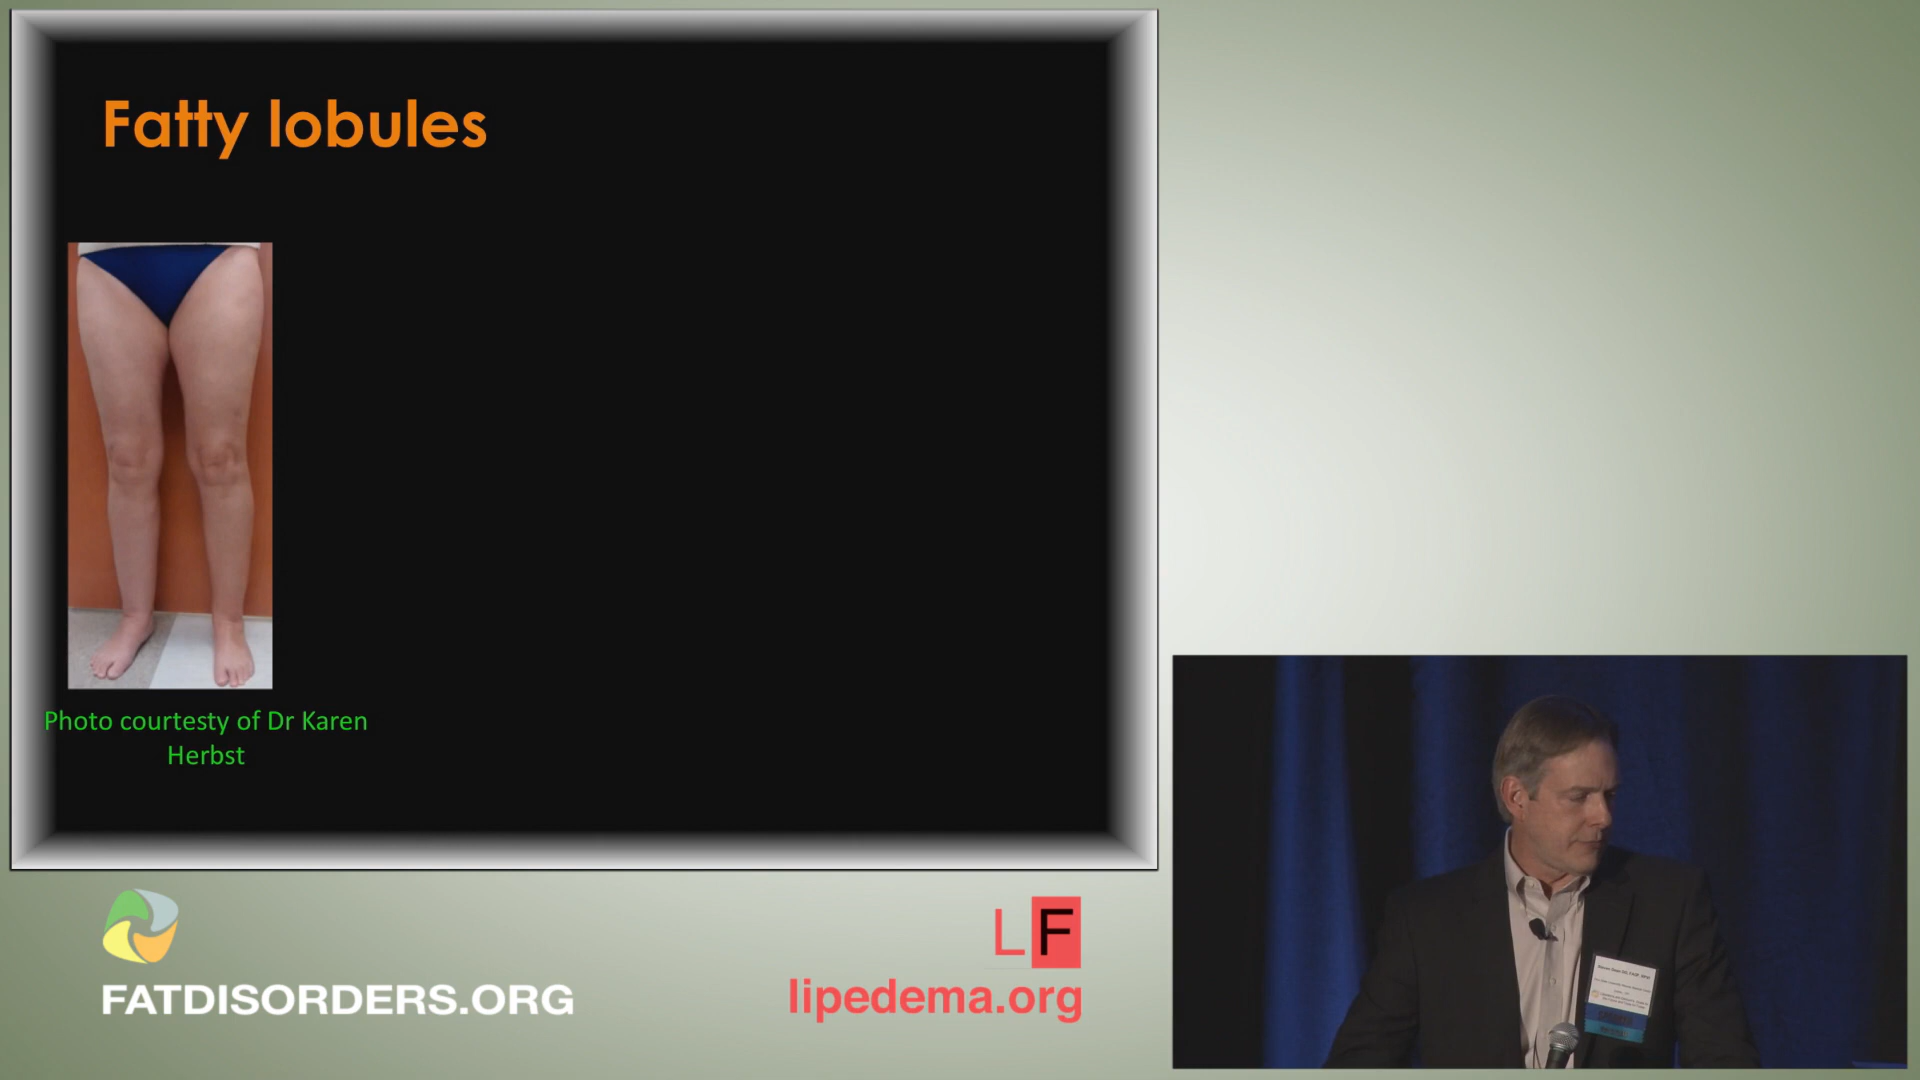 Fatty lobules
Photo courtesty of Dr Karen
Herbst
FATDISORDERS.ORG
LF
lipedema.org